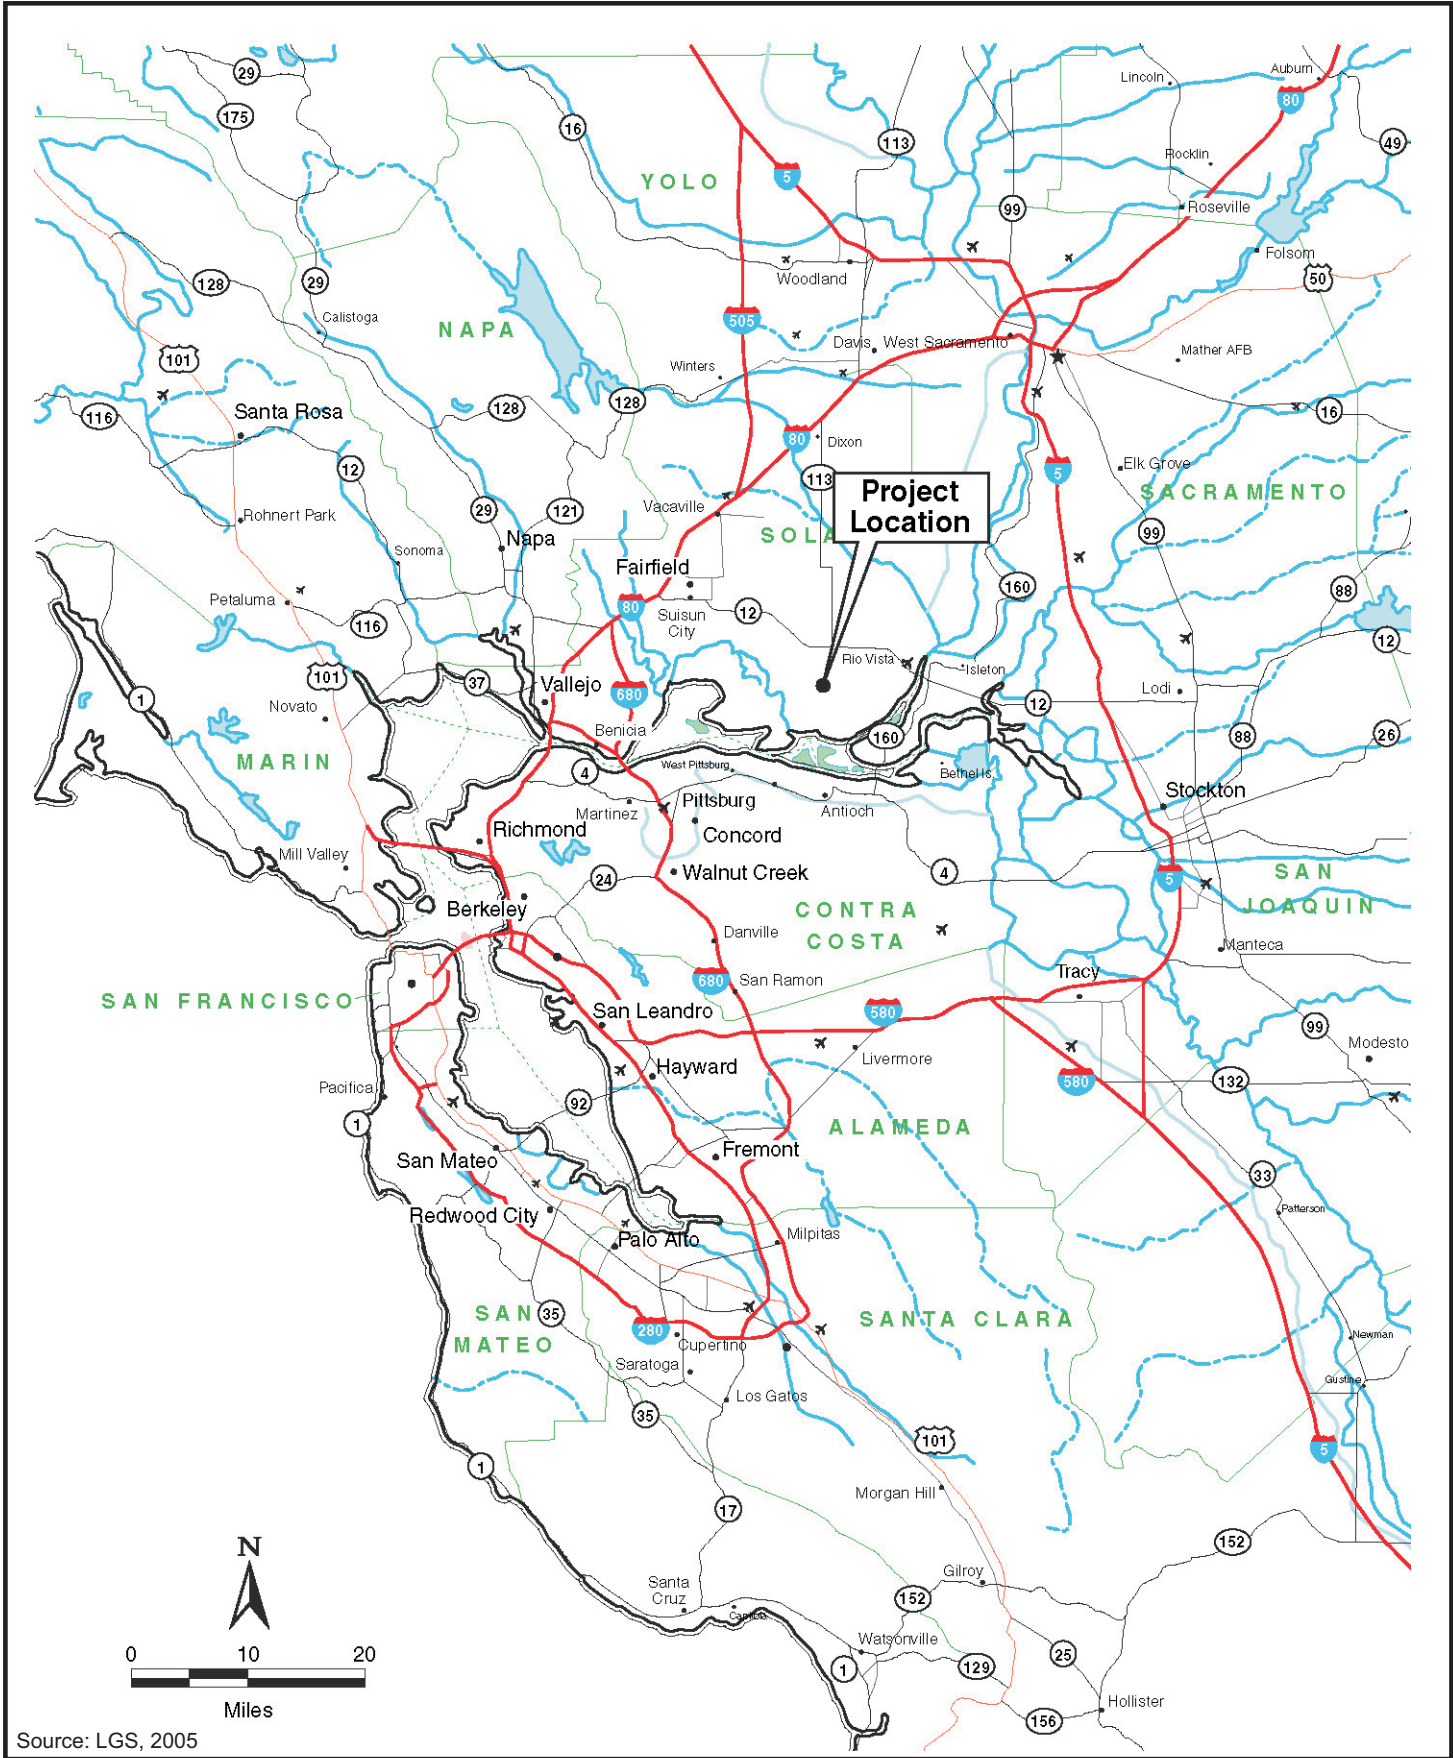 29
175
16
113
5
Lincoln
Auburn
80
49
YOLO
Rocklin
99
Roseville
Woodland
Folsom
50
128
29
Calistoga
NAPA
505
Davis
West Sacramento
Mather AFB
101
Winters
116
Santa Rosa
128
128
80
Dixon
16
12
113
5
Elk Grove
SACRAMENTO
Project
Location
Rohnert Park
29
121
Vacaville
SOLA
99
Sonoma
Napa
Fairfield
160
88
Petaluma
116
80
Suisun
City
12
12
Rio Vista
Isleton
1
101
37
Vallejo
680
Lodi
12
Novato
Benicia
160
88
26
MARIN
4
West Pittsburg
Bethel Is
Martinez
Pittsburg
Antioch
Stockton
Richmond
Concord
Mill Valley
24
Walnut Creek
4
5
SAN
JOAQUIN
Berkeley
CONTRA
COSTA
Danville
Manteca
680
San Ramon
Tracy
SAN FRANCISCO
San Leandro
580
99
Modesto
Livermore
Hayward
580
132
Pacifica
92
1
ALAMEDA
San Mateo
Fremont
33
Patterson
Redwood City
Palo Alto
Milpitas
SAN
MATEO
35
280
SANTA CLARA
Cupertino
Newman
Saratoga
Gustine
Los Gatos
35
101
5
1
Morgan Hill
17
152
N
Gilroy
Santa
Cruz
152
Capitola
0 10 20
Miles
Watsonville
1
129
25
Hollister
156
Source: LGS, 2005